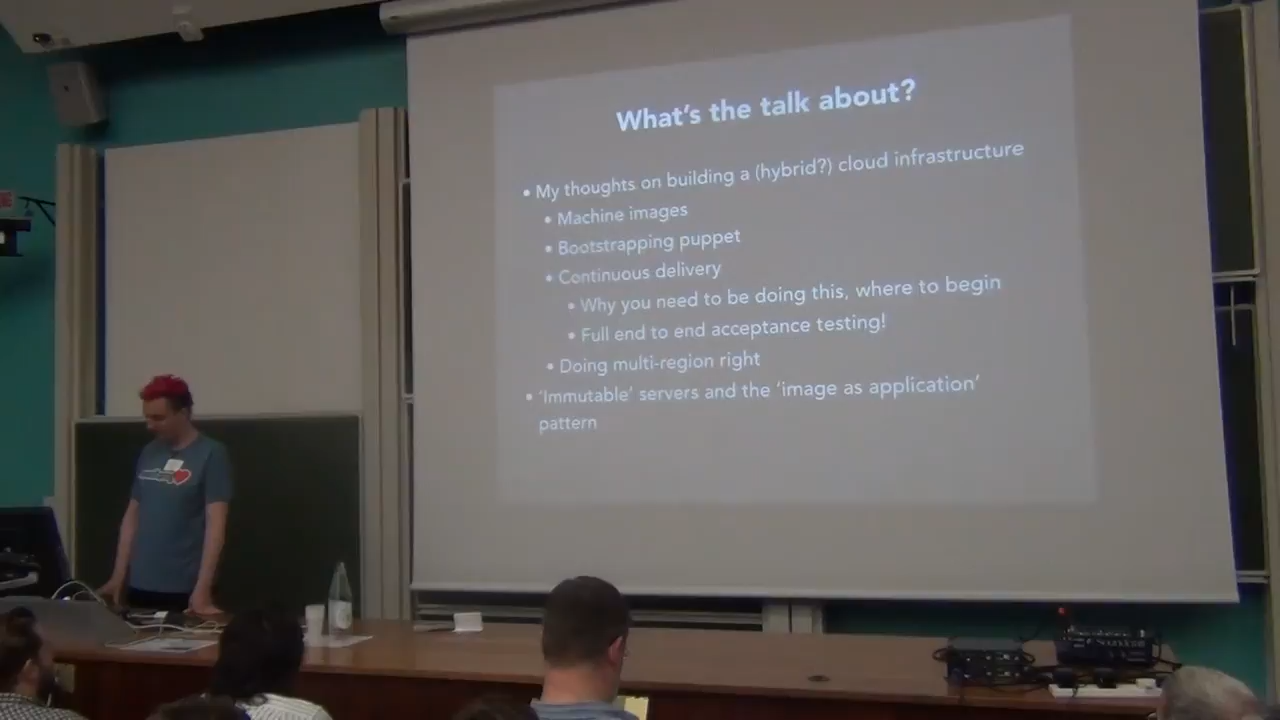 What's the talk about?
• My thoughts on building a (hybrid?) cloud infrastructure
• Machine images
• Bootstrapping puppet
• Continuous delivery
• Why you need to be doing this, where to begin
• Full end to end acceptance testing!
• Doing multi-region right
• 'Immutable' servers and the 'image as application'
pattern